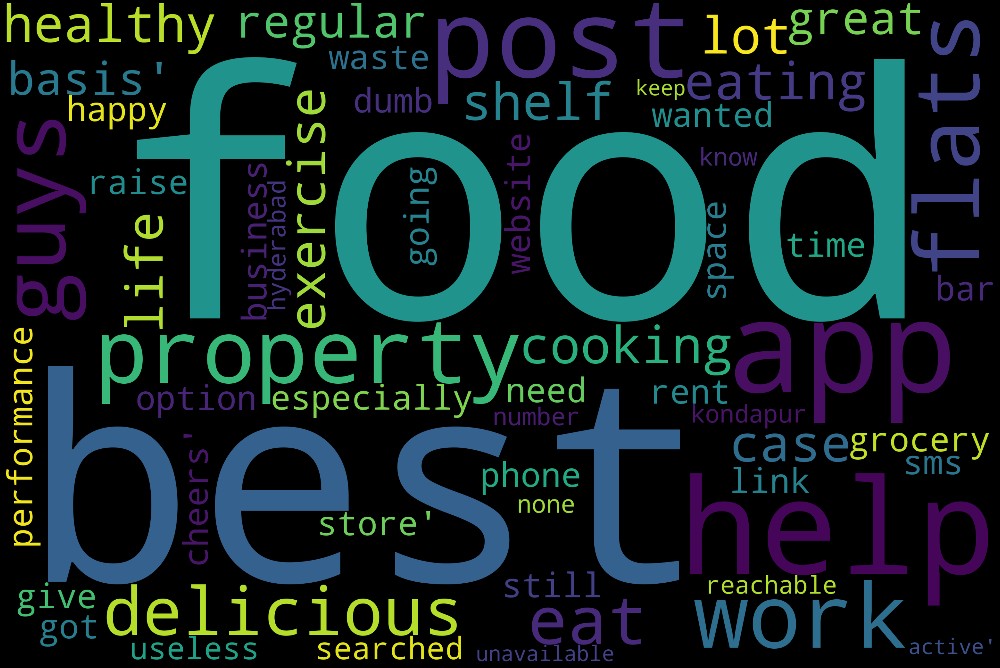 healthy
regular
post
lot
great
basis'
waste
eating
flats
happy
dumb
shelf
keep
wanted
guys
food
exercise
website
know
raise
business
hyderabad
going
space
time
life
bar
performance
property
cooking
app
option
especially
need
rent
number
kondapur
best
case
grocery
cheers'
phone
link
sms
none
help
store'
still
reachable
give
delicious
eat
work
got
useless
searched
unavailable
active'